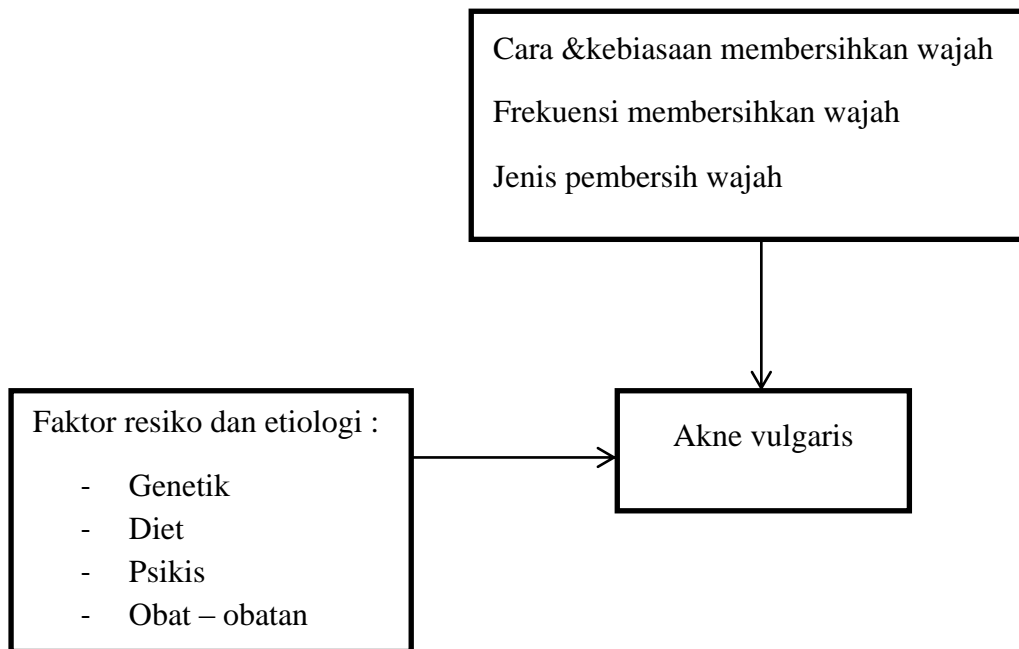 Cara &kebiasaan membersihkan wajah
Frekuensi membersihkan wajah
Jenis pembersih wajah
Faktor resiko dan etiologi :
- Genetik
- Diet
- Psikis
- Obat – obatan
Akne vulgaris